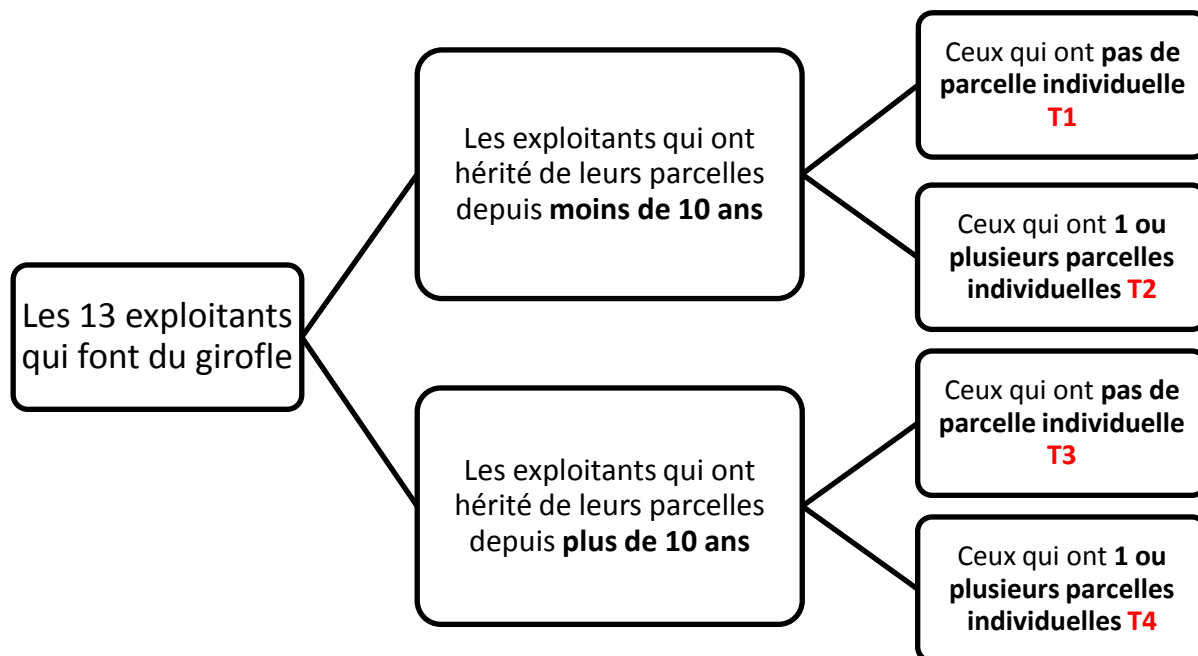 Les 13 exploitants
qui font du girofle
Les exploitants qui ont
hérité de leurs parcelles
depuis moins de 10 ans
Ceux qui ont pas de
parcelle individuelle
T1
Ceux qui ont 1 ou
plusieurs parcelles
individuelles T2
Les exploitants qui ont
hérité de leurs parcelles
depuis plus de 10 ans
Ceux qui ont pas de
parcelle individuelle
T3
Ceux qui ont 1 ou
plusieurs parcelles
individuelles T4